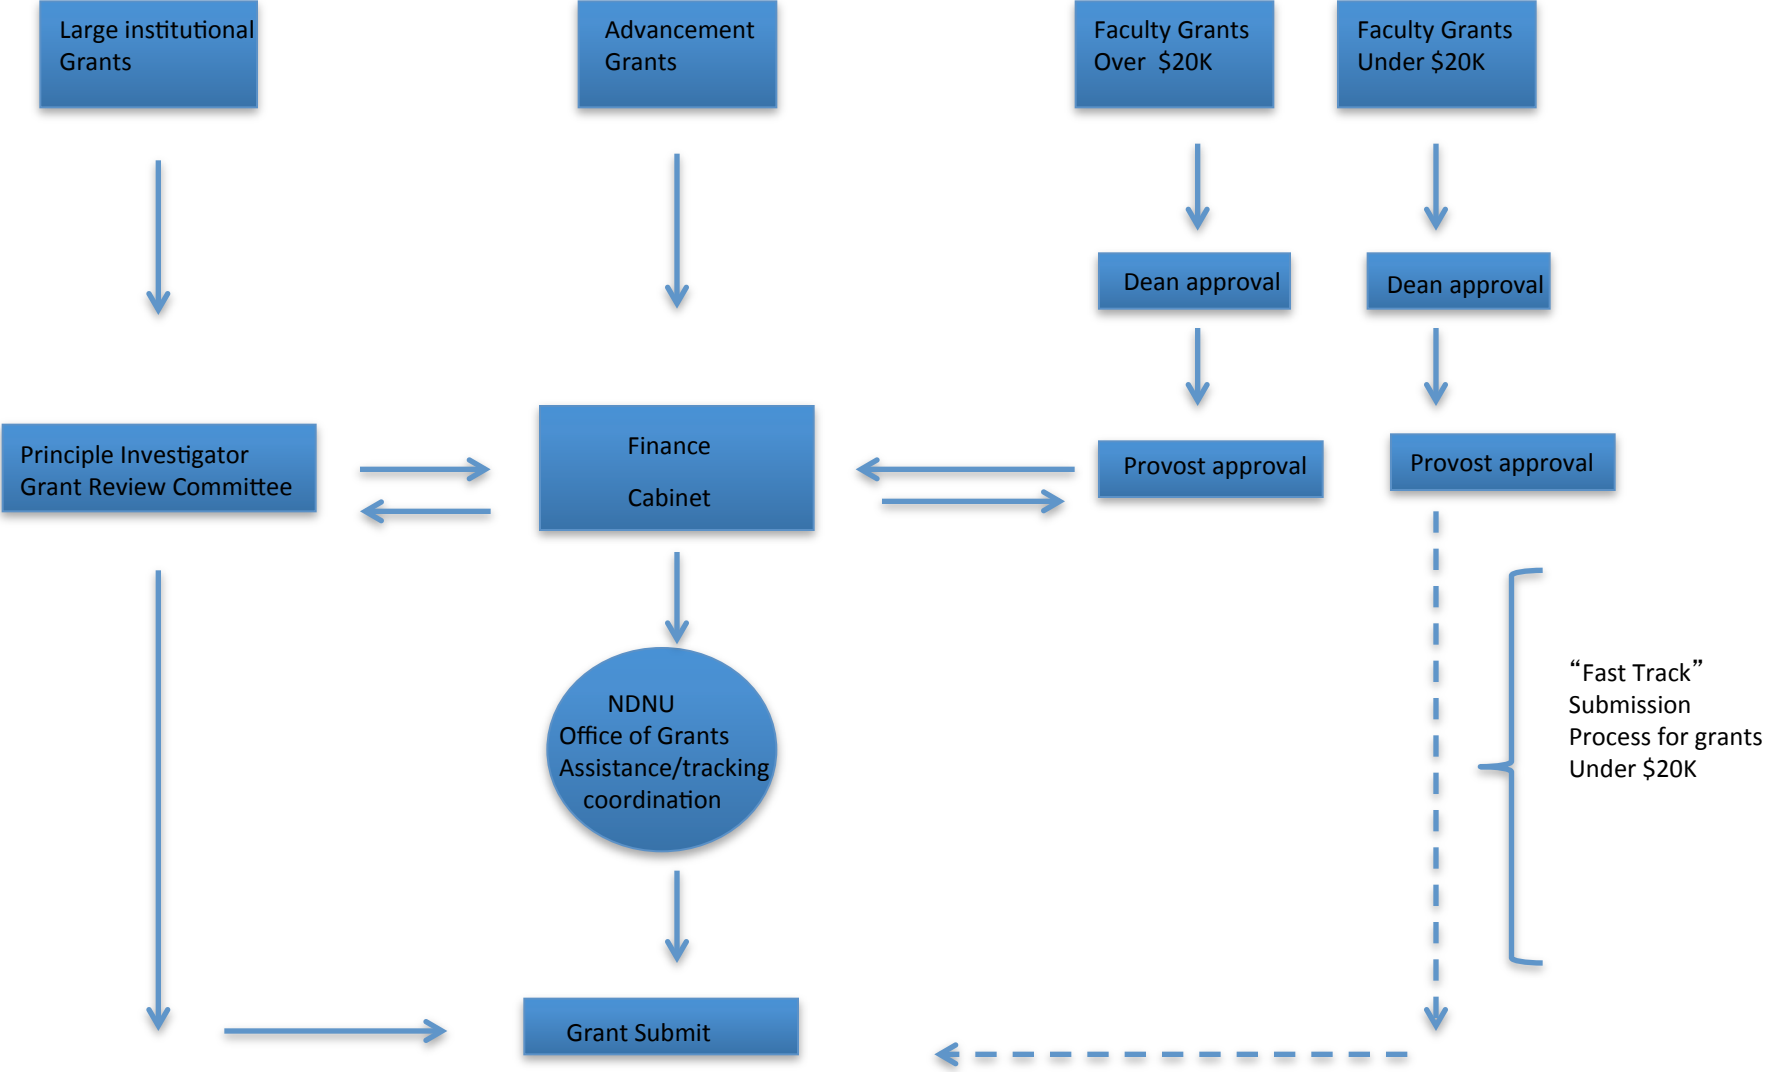 Large institutional
Grants
Advancement
Grants
Faculty Grants
Over $20K
Faculty Grants
Under $20K
Dean approval
Dean approval
Principle Investigator
Grant Review Committee
Finance
Cabinet
Provost approval
Provost approval
NDNU
Office of Grants
Assistance/tracking
coordination
“Fast Track”
Submission
Process for grants
Under $20K
Grant Submit